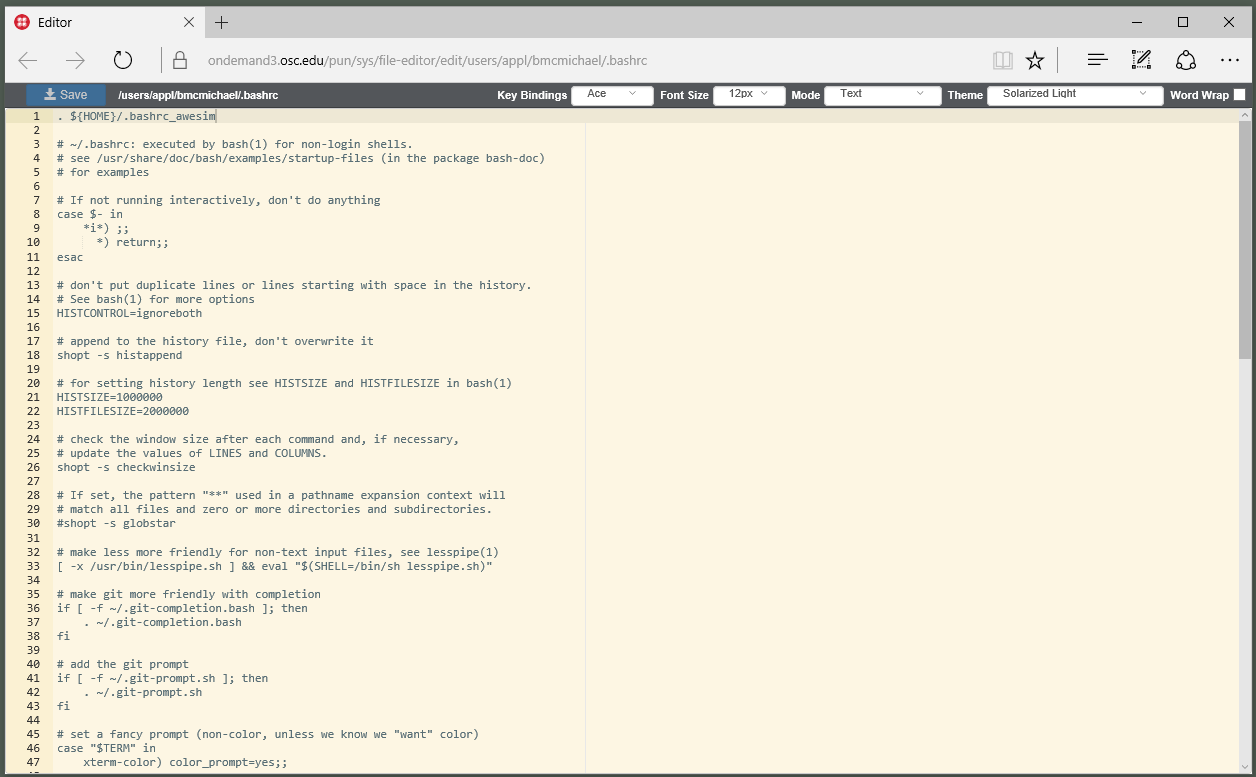 Editor
ondemand3.osc.edu/pun/sys/file-editor/edit/users/appl/bmcmichael/.bashrc
Save /users/appl/bmcmichael/.bashrc Key Bindings Ace Font Size 12px Mode Text Theme Solarized Light Word Wrap
1 . ${HOME}/.bashrc_awesim
2
3 # ~/.bashrc: executed by bash(1) for non-login shells.
4 # see /usr/share/doc/bash/examples/startup-files (in the package bash-doc)
5 # for examples
6
7 # If not running interactively, don't do anything
8 case $- in
9     *i*) ;;
10       *) return;;
11 esac
12
13 # don't put duplicate lines or lines starting with space in the history.
14 # See bash(1) for more options
15 HISTCONTROL=ignoreboth
16
17 # append to the history file, don't overwrite it
18 shopt -s histappend
19
20 # for setting history length see HISTSIZE and HISTFILESIZE in bash(1)
21 HISTSIZE=1000000
22 HISTFILESIZE=2000000
23
24 # check the window size after each command and, if necessary,
25 # update the values of LINES and COLUMNS.
26 shopt -s checkwinsize
27
28 # If set, the pattern "**" used in a pathname expansion context will
29 # match all files and zero or more directories and subdirectories.
30 #shopt -s globstar
31
32 # make less more friendly for non-text input files, see lesspipe(1)
33 [ -x /usr/bin/lesspipe.sh ] && eval "$(SHELL=/bin/sh lesspipe.sh)"
34
35 # make git more friendly with completion
36 if [ -f ~/.git-completion.bash ]; then
37     . ~/.git-completion.bash
38 fi
39
40 # add the git prompt
41 if [ -f ~/.git-prompt.sh ]; then
42     . ~/.git-prompt.sh
43 fi
44
45 # set a fancy prompt (non-color, unless we know we "want" color)
46 case "$TERM" in
47     xterm-color) color_prompt=yes;;